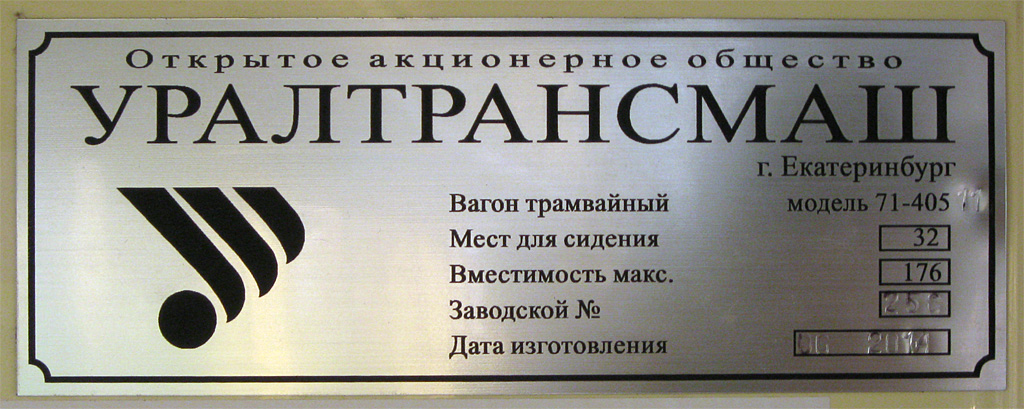 Открытое акционерное общество
УРАЛТРАНСМАШ
г. Екатеринбург
Вагон трамвайный модель 71-405 11
Мест для сидения 32
Вместимость макс. 176
Заводской №
Дата изготовления